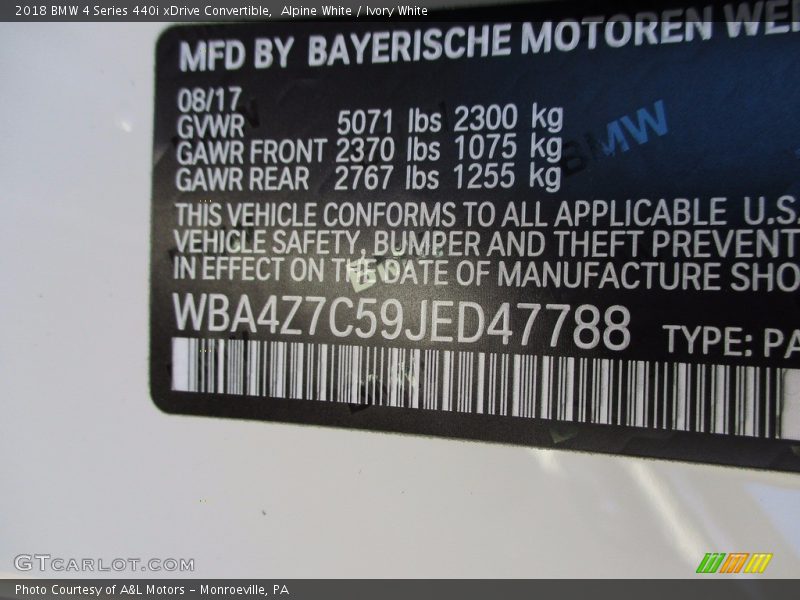 2018 BMW 4 Series 440i xDrive Convertible, Alpine White / Ivory White
MFD BY BAYERISCHE MOTOREN
08/17
GVWR 5071 lbs 2300 kg
GAWR FRONT 2370 lbs 1075 kg
GAWR REAR 2767 lbs 1255 kg
BMW
THIS VEHICLE CONFORMS TO ALL APPLICABLE U.S.
VEHICLE SAFETY, BUMPER AND THEFT PREVENT
IN EFFECT ON THE DATE OF MANUFACTURE SHO
WBA4Z7C59JED47788 TYPE: PA
GTCARLOT.COM
Photo Courtesy of A&L Motors - Monroeville, PA